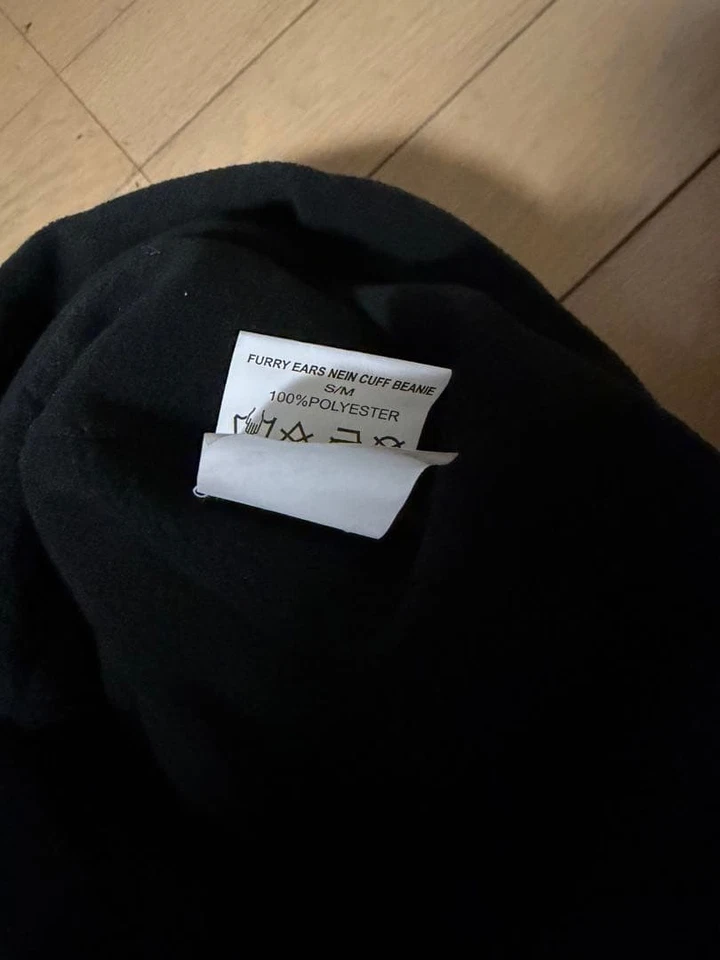 FURRY EARS NEIN CUFF BEANIE
S/M
100%POLYESTER